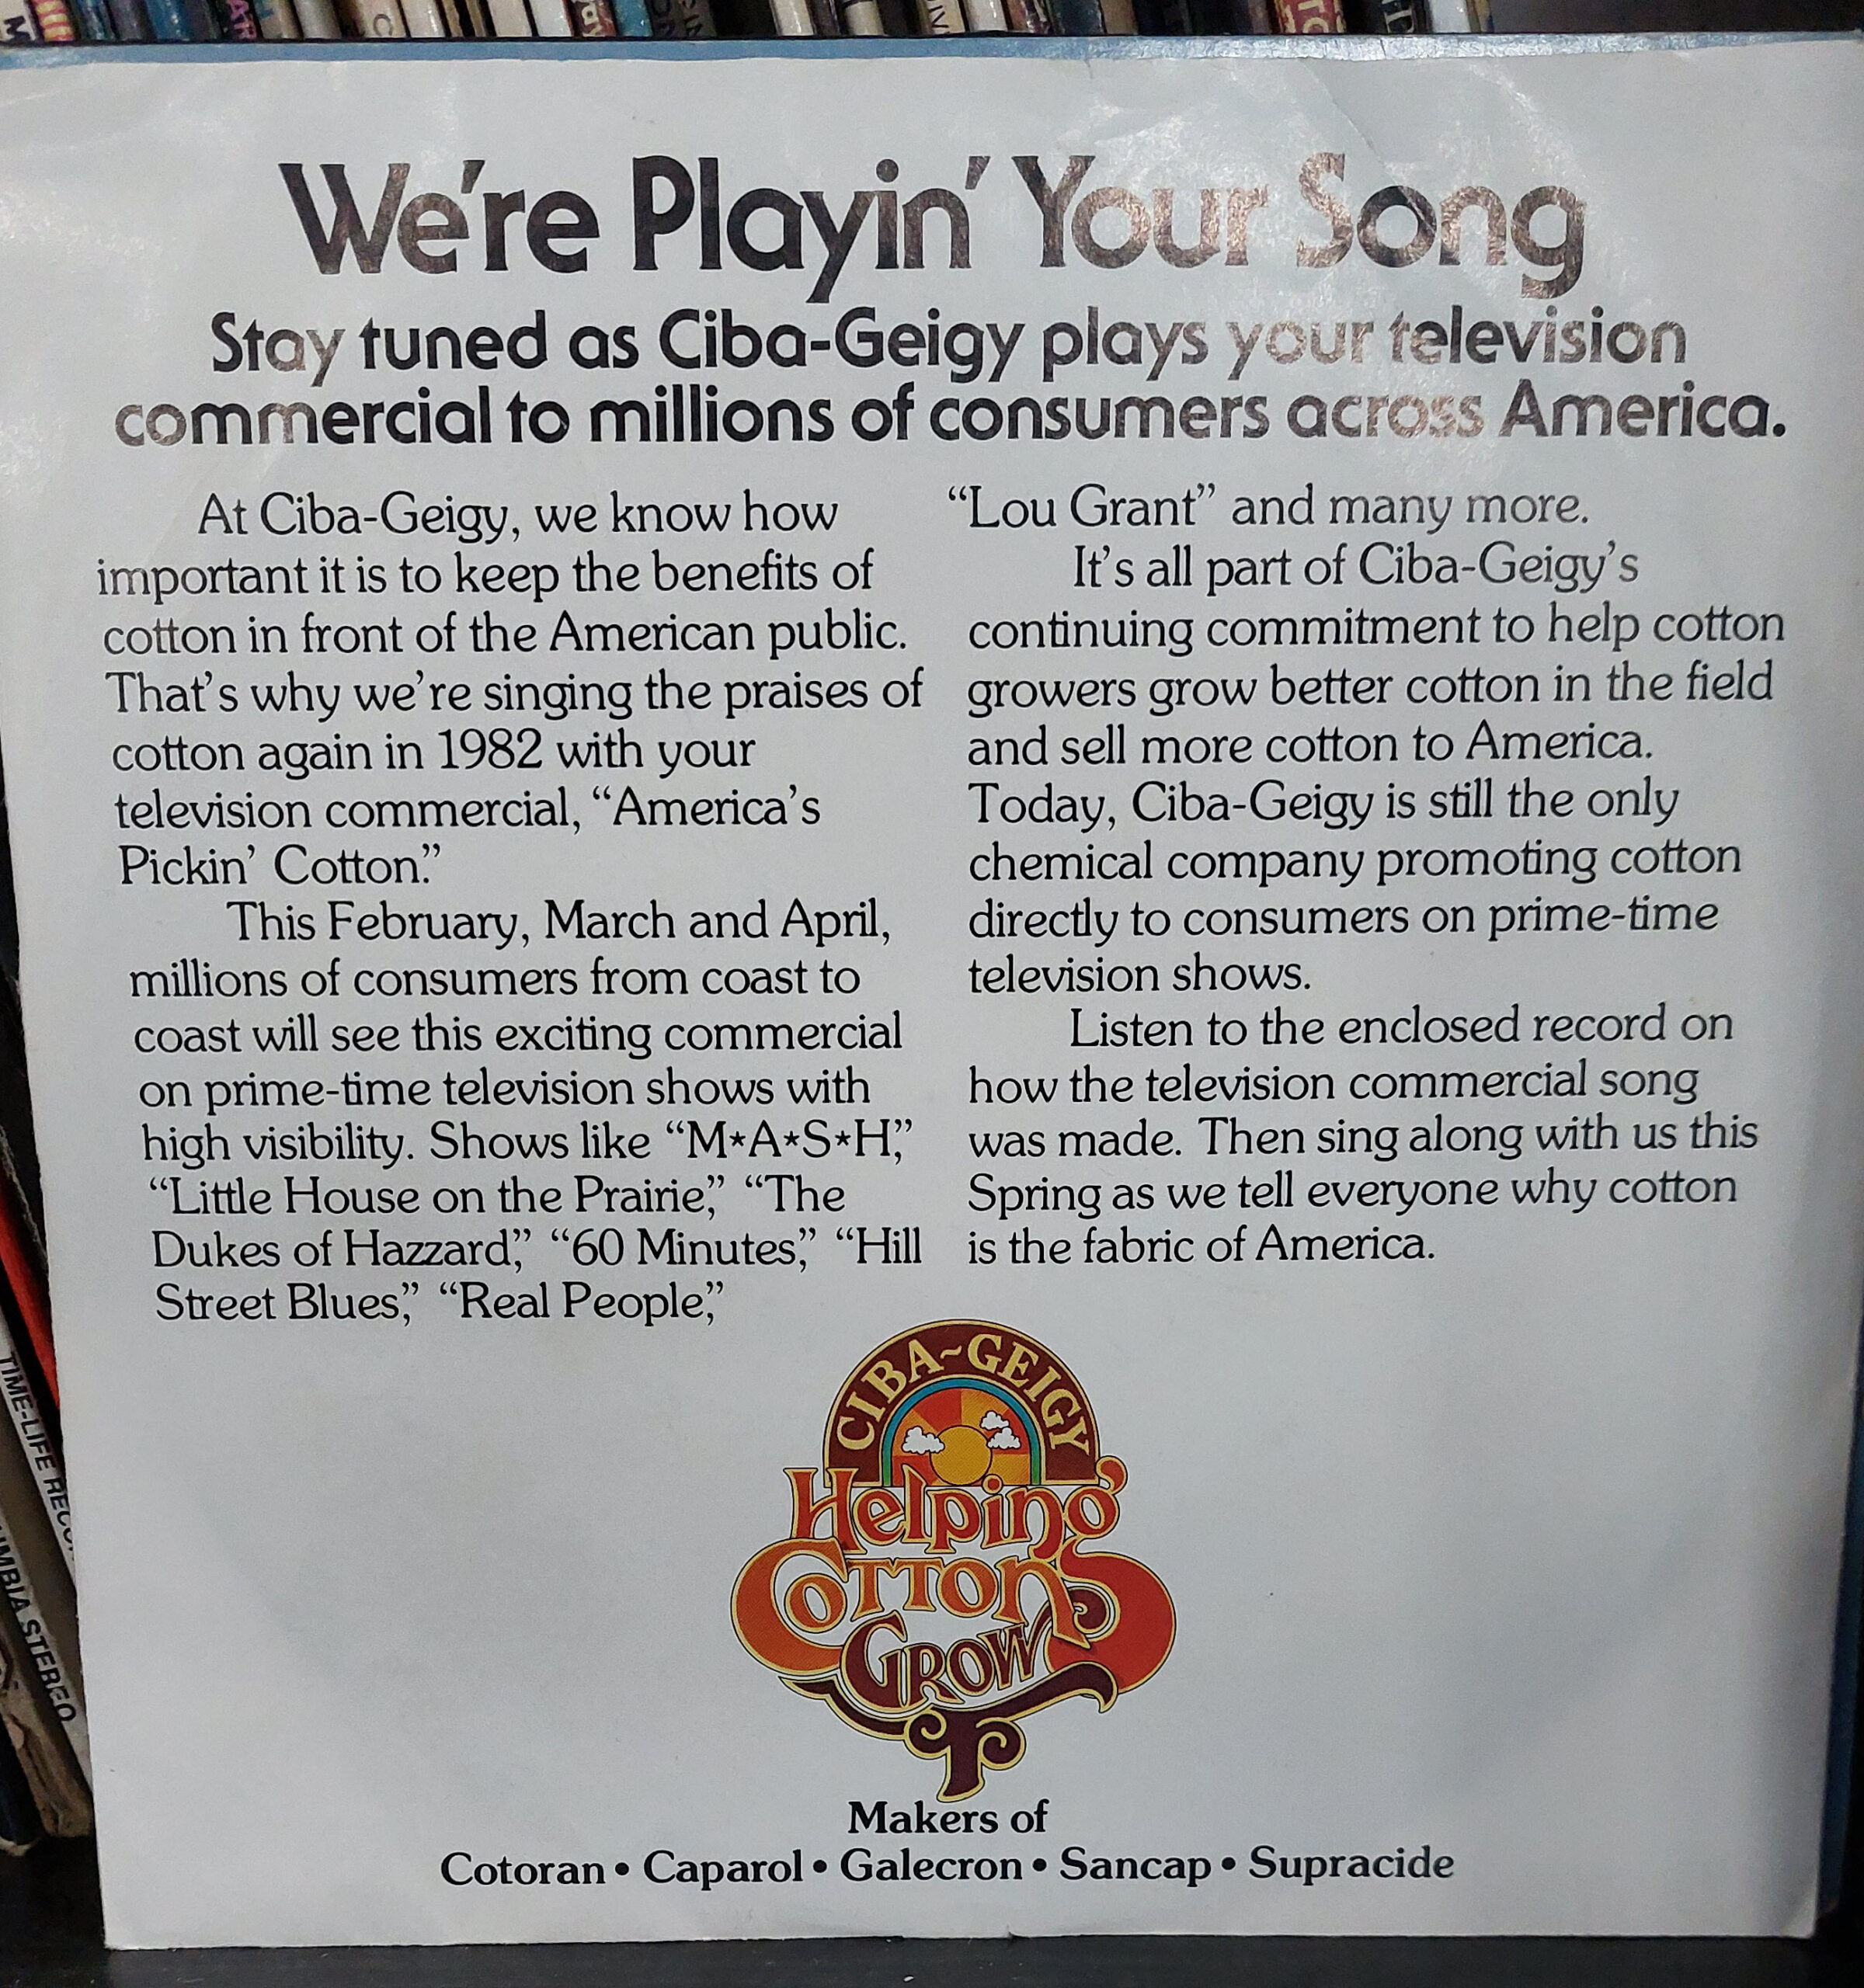 We're Playin' Your Song
Stay tuned as Ciba-Geigy plays your television
commercial to millions of consumers across America.
At Ciba-Geigy, we know how
important it is to keep the benefits of
cotton in front of the American public.
That's why we're singing the praises of
cotton again in 1982 with your
television commercial, “America's
Pickin' Cotton.”
This February, March and April,
millions of consumers from coast to
coast will see this exciting commercial
on prime-time television shows with
high visibility. Shows like “M*A*S*H,”
“Little House on the Prairie,” “The
Dukes of Hazzard,” “60 Minutes,” “Hill
Street Blues,” “Real People,”
“Lou Grant” and many more.
It's all part of Ciba-Geigy's
continuing commitment to help cotton
growers grow better cotton in the field
and sell more cotton to America.
Today, Ciba-Geigy is still the only
chemical company promoting cotton
directly to consumers on prime-time
television shows.
Listen to the enclosed record on
how the television commercial song
was made. Then sing along with us this
Spring as we tell everyone why cotton
is the fabric of America.
CIBA-GEIGY
Helping
Cotton
Grow
Makers of
Cotoran • Caparol • Galecron • Sancap • Supracide
TIME-LIFE RECO
UMBIA STEREO